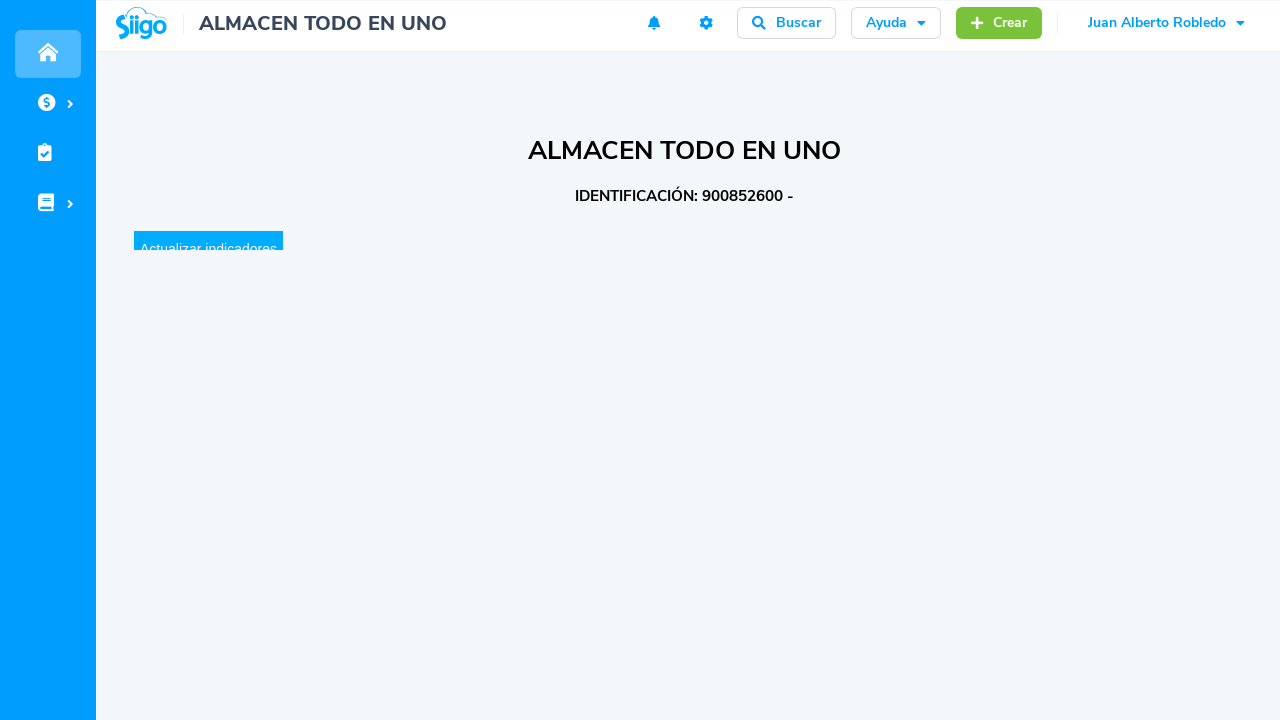 Siigo
ALMACEN TODO EN UNO
Buscar
Ayuda
Crear
Juan Alberto Robledo
ALMACEN TODO EN UNO
IDENTIFICACIÓN: 900852600 -
Actualizar indicadores